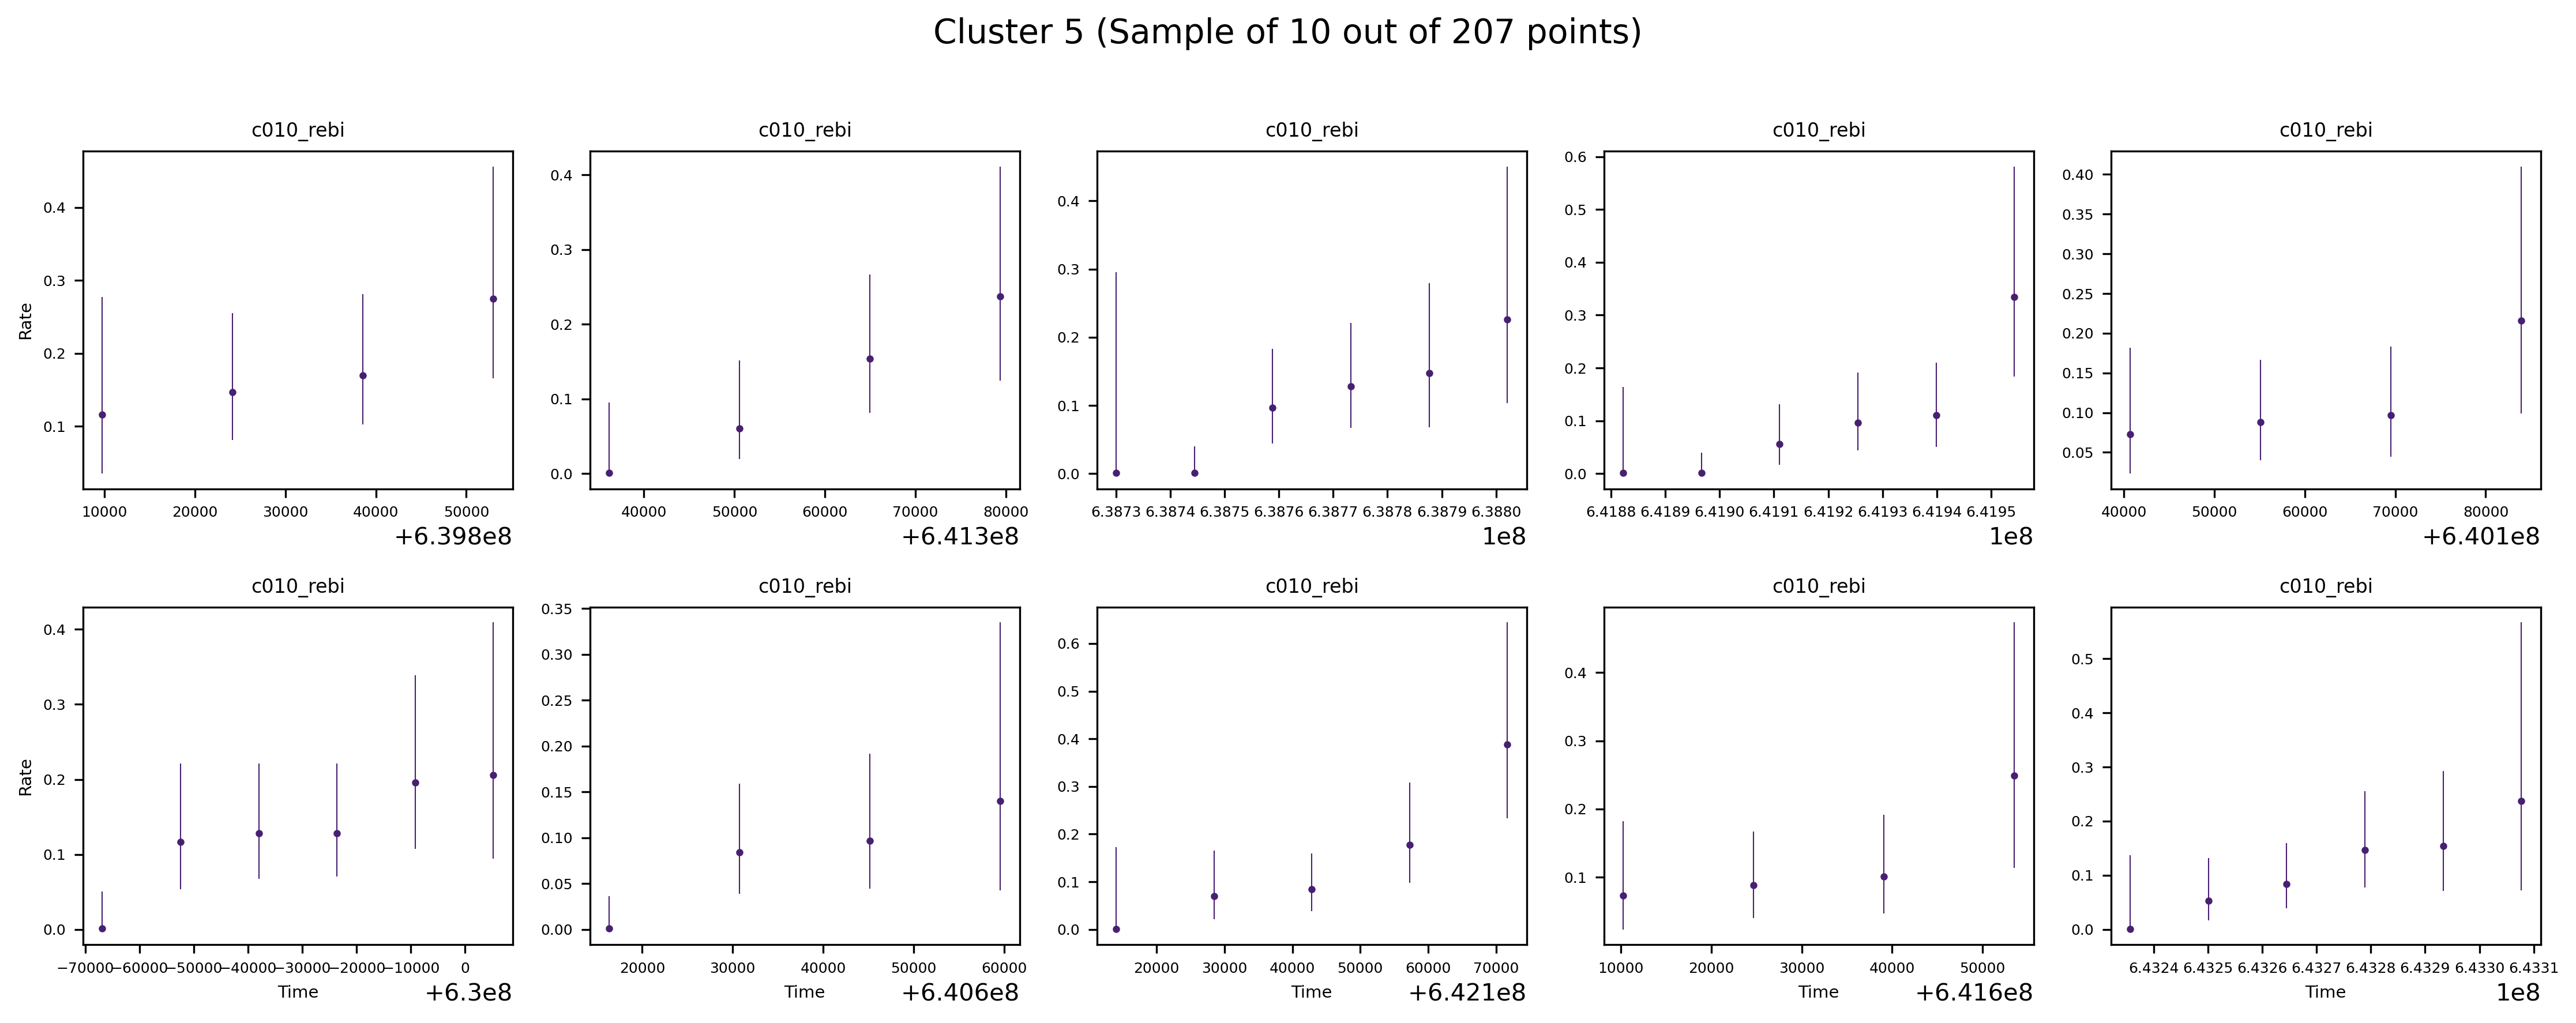 Cluster 5 (Sample of 10 out of 207 points)
c010_rebi c010_rebi c010_rebi c010_rebi c010_rebi
Rate
0.4
0.3
0.2
0.1
10000 20000 30000 40000 50000
+6.398e8
0.4
0.3
0.2
0.1
0.0
40000 50000 60000 70000 80000
+6.413e8
0.4
0.3
0.2
0.1
0.0
6.3873 6.3874 6.3875 6.3876 6.3877 6.3878 6.3879 6.3880
1e8
0.6
0.5
0.4
0.3
0.2
0.1
0.0
6.4188 6.4189 6.4190 6.4191 6.4192 6.4193 6.4194 6.4195
1e8
0.40
0.35
0.30
0.25
0.20
0.15
0.10
0.05
40000 50000 60000 70000 80000
+6.401e8
c010_rebi c010_rebi c010_rebi c010_rebi c010_rebi
Rate
0.4
0.3
0.2
0.1
0.0
−70000 −60000 −50000 −40000 −30000 −20000 −10000 0
Time
+6.3e8
0.35
0.30
0.25
0.20
0.15
0.10
0.05
0.00
20000 30000 40000 50000 60000
Time
+6.406e8
0.6
0.5
0.4
0.3
0.2
0.1
0.0
20000 30000 40000 50000 60000 70000
Time
+6.421e8
0.4
0.3
0.2
0.1
10000 20000 30000 40000 50000
Time
+6.416e8
0.5
0.4
0.3
0.2
0.1
0.0
6.4324 6.4325 6.4326 6.4327 6.4328 6.4329 6.4330 6.4331
Time
1e8